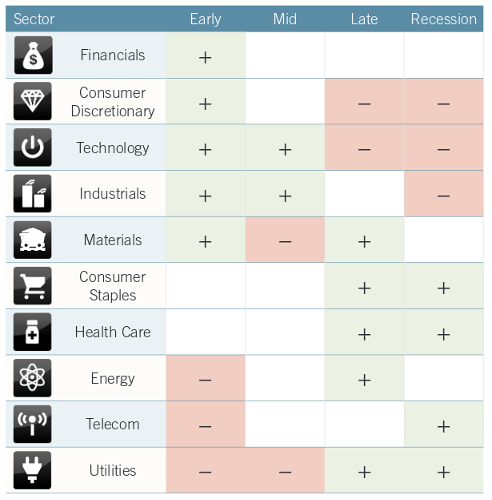 Sector Early Mid Late Recession
$ Financials +
Consumer
Discretionary + – –
Technology + + – –
Industrials + + –
Materials + – +
Consumer
Staples + +
Health Care + +
Energy – +
Telecom – +
Utilities – – + +